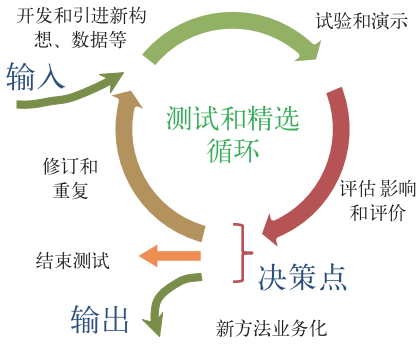 开发和引进新构
想、数据等
试验和演示
输入
测试和精选
循环
修订和
重复
评估 影响
和评价
结束测试
决策点
输出
新方法业务化